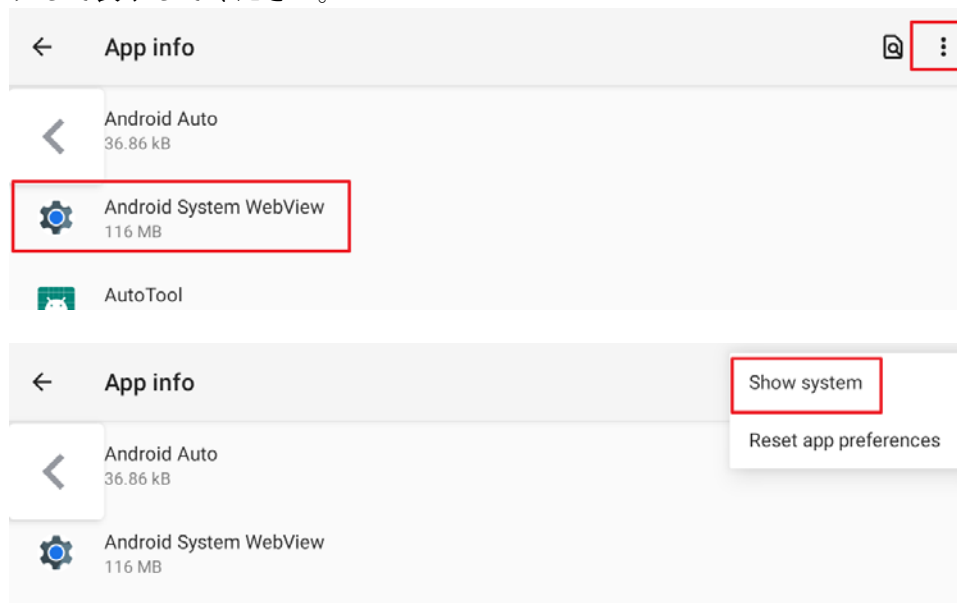 App info
Android Auto
36.86 kB
Android System WebView
116 MB
AutoTool
App info
Show system
Reset app preferences
Android Auto
36.86 kB
Android System WebView
116 MB